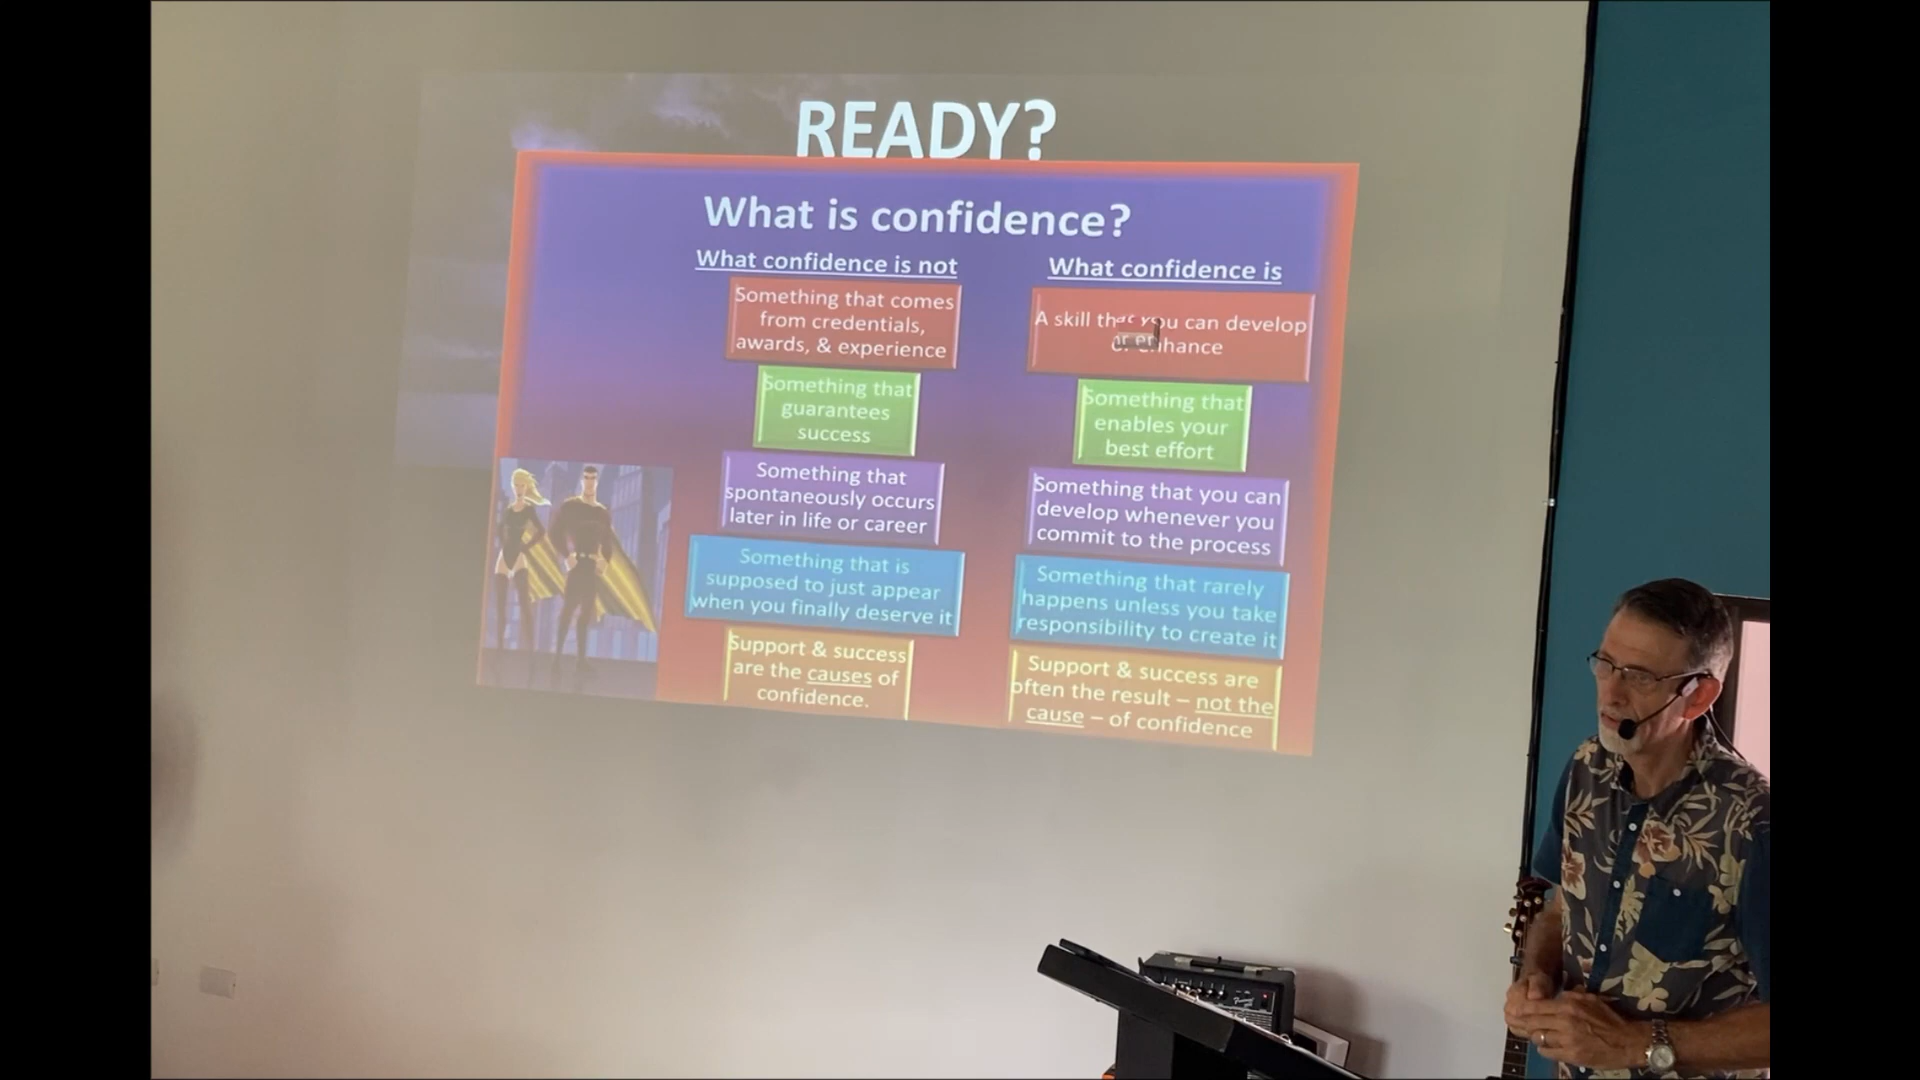 READY?
What is confidence?
What confidence is not
Something that comes
from credentials,
awards, & experience
Something that
guarantees
success
Something that
spontaneously occurs
later in life or career
Something that is
supposed to just appear
when you finally deserve it
Support & success
are the causes of
confidence.
What confidence is
A skill that you can develop
or enhance
Something that
enables your
best effort
Something that you can
develop whenever you
commit to the process
Something that rarely
happens unless you take
responsibility to create it
Support & success are
often the result – not the
cause – of confidence
Fender